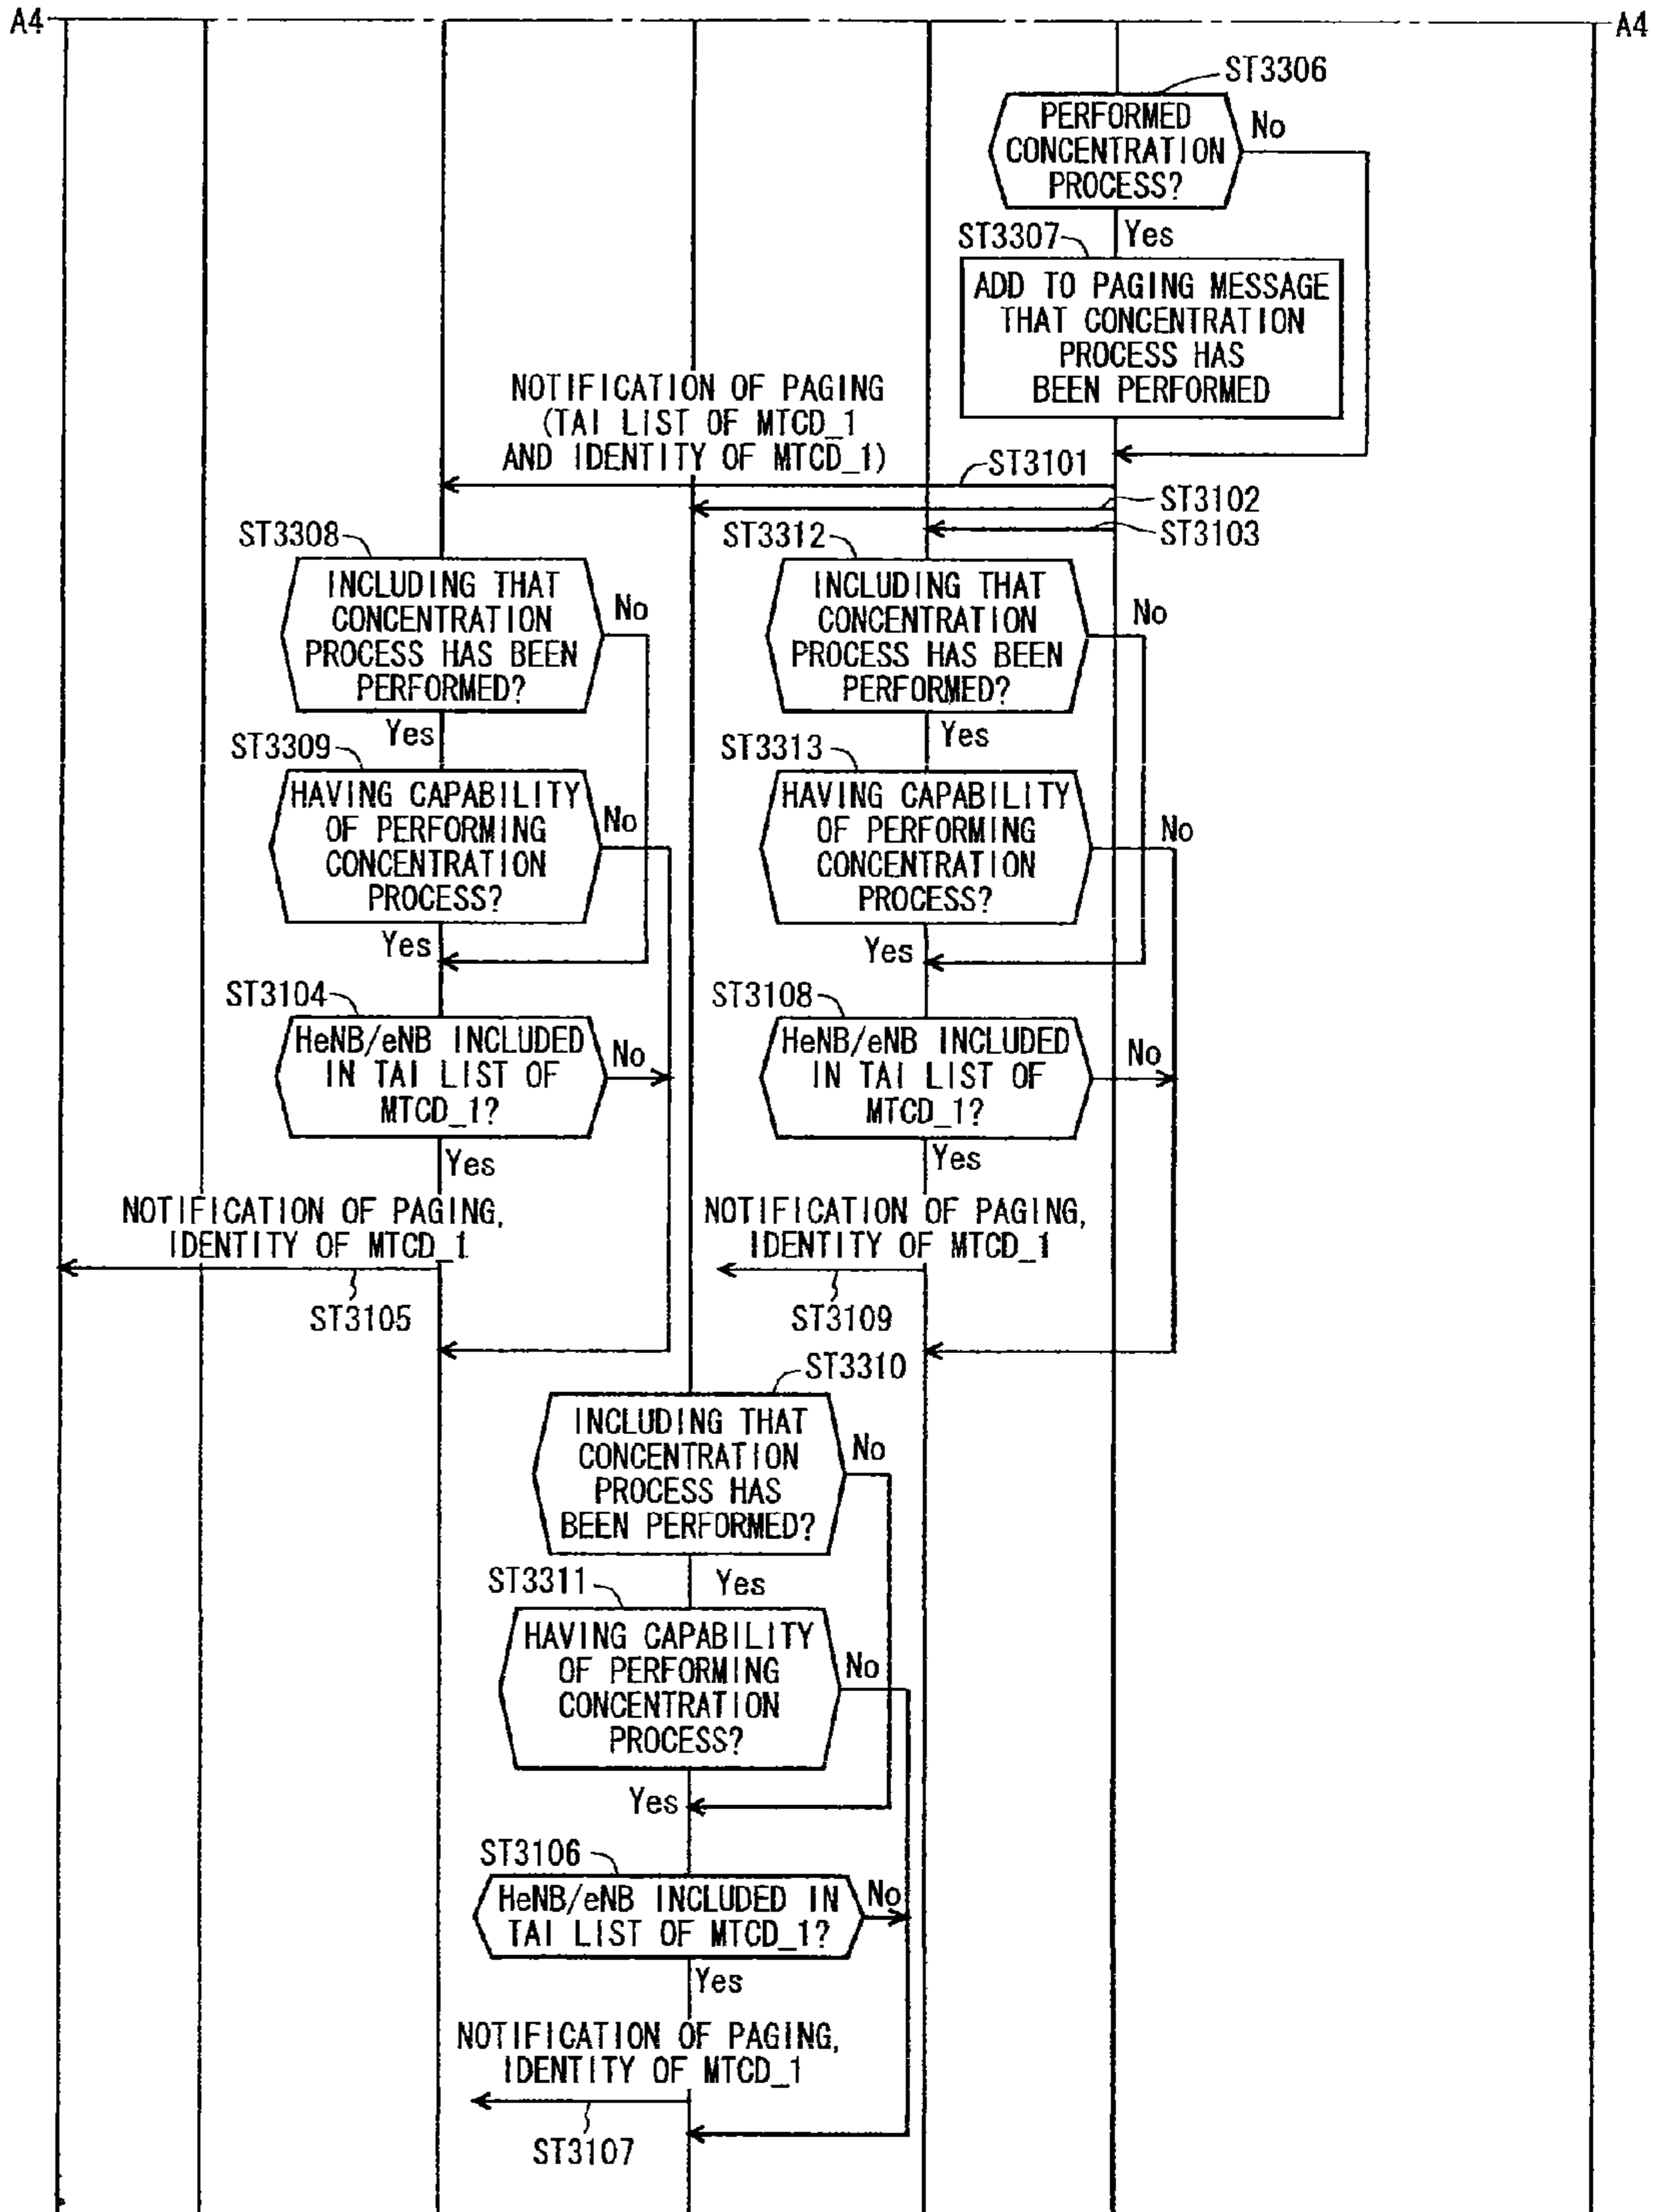 A4
A4
ST3306
PERFORMED
CONCENTRATION
PROCESS?
No
Yes
ST3307
ADD TO PAGING MESSAGE
THAT CONCENTRATION
PROCESS HAS
BEEN PERFORMED
NOTIFICATION OF PAGING
(TAI LIST OF MTCD_1
AND IDENTITY OF MTCD_1)
ST3101
ST3102
ST3103
ST3308
INCLUDING THAT
CONCENTRATION
PROCESS HAS BEEN
PERFORMED?
No
Yes
ST3312
INCLUDING THAT
CONCENTRATION
PROCESS HAS BEEN
PERFORMED?
No
Yes
ST3309
HAVING CAPABILITY
OF PERFORMING
CONCENTRATION
PROCESS?
No
Yes
ST3313
HAVING CAPABILITY
OF PERFORMING
CONCENTRATION
PROCESS?
No
Yes
ST3104
HeNB/eNB INCLUDED
IN TAI LIST OF
MTCD_1?
No
Yes
ST3108
HeNB/eNB INCLUDED
IN TAI LIST OF
MTCD_1?
No
Yes
NOTIFICATION OF PAGING,
IDENTITY OF MTCD_1
ST3105
NOTIFICATION OF PAGING,
IDENTITY OF MTCD_1
ST3109
ST3310
INCLUDING THAT
CONCENTRATION
PROCESS HAS
BEEN PERFORMED?
No
Yes
ST3311
HAVING CAPABILITY
OF PERFORMING
CONCENTRATION
PROCESS?
No
Yes
ST3106
HeNB/eNB INCLUDED IN
TAI LIST OF MTCD_1?
No
Yes
NOTIFICATION OF PAGING,
IDENTITY OF MTCD_1
ST3107